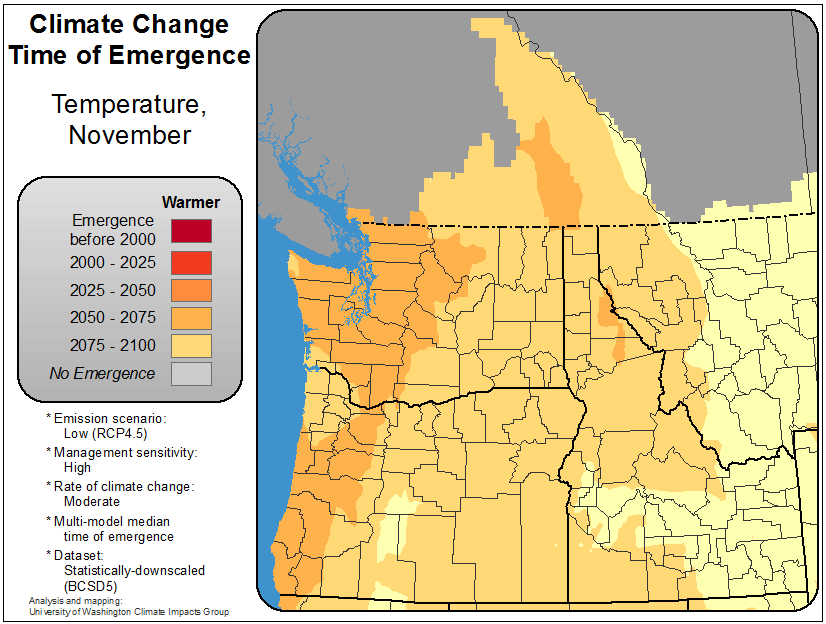 Climate Change
Time of Emergence
Temperature,
November
Warmer
Emergence
before 2000
2000 - 2025
2025 - 2050
2050 - 2075
2075 - 2100
No Emergence
* Emission scenario:
Low (RCP4.5)
* Management sensitivity:
High
* Rate of climate change:
Moderate
* Multi-model median
time of emergence
* Dataset:
Statistically-downscaled
(BCSD5)
Analysis and mapping:
University of Washington Climate Impacts Group